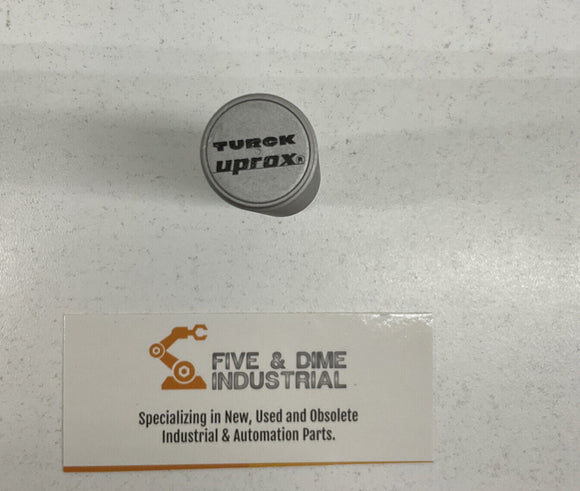 TURCK
uprox®
FIVE & DIME
INDUSTRIAL
Specializing in New, Used and Obsolete
Industrial & Automation Parts.